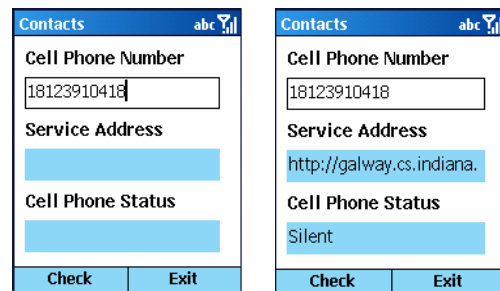 Contacts abc
Cell Phone Number
18123910418
Service Address
Cell Phone Status
Check Exit
Contacts abc
Cell Phone Number
18123910418
Service Address
http://galway.cs.indiana.
Cell Phone Status
Silent
Check Exit